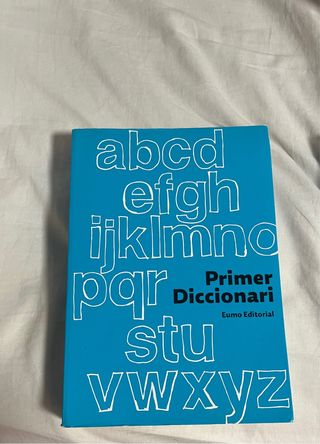 abcd
efgh
ijklmno
pqr
Primer
Diccionari
Eumo Editorial
stu
vwxyz